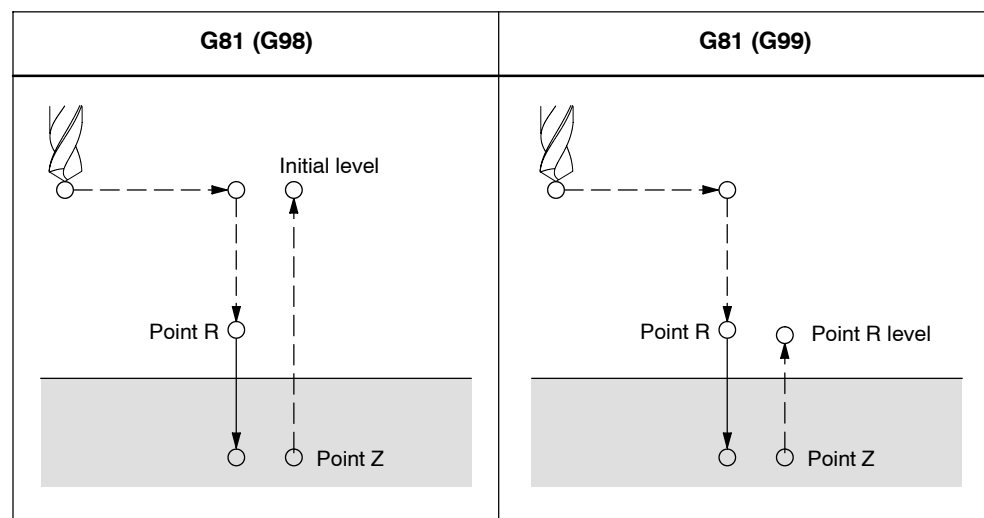 G81 (G98)
G81 (G99)
Initial level
Point R
Point Z
Point R
Point R level
Point Z